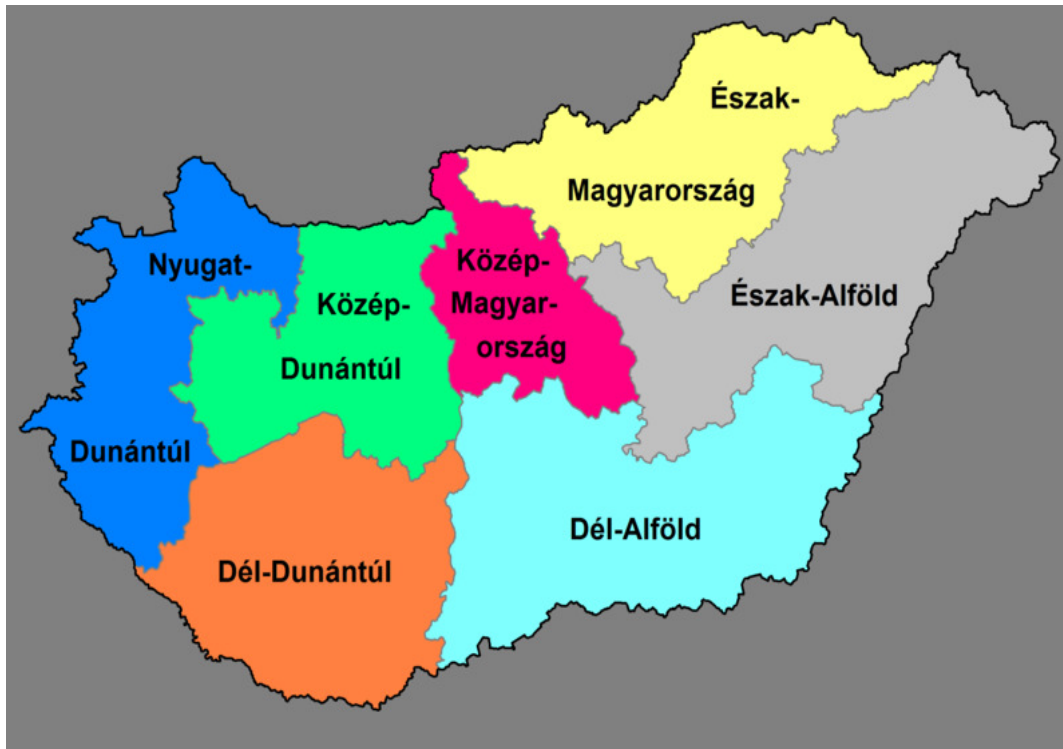 Észak-
Magyarország
Nyugat-
Dunántúl
Közép-
Dunántúl
Közép-
Magyar-
ország
Észak-Alföld
Dél-Alföld
Dél-Dunántúl